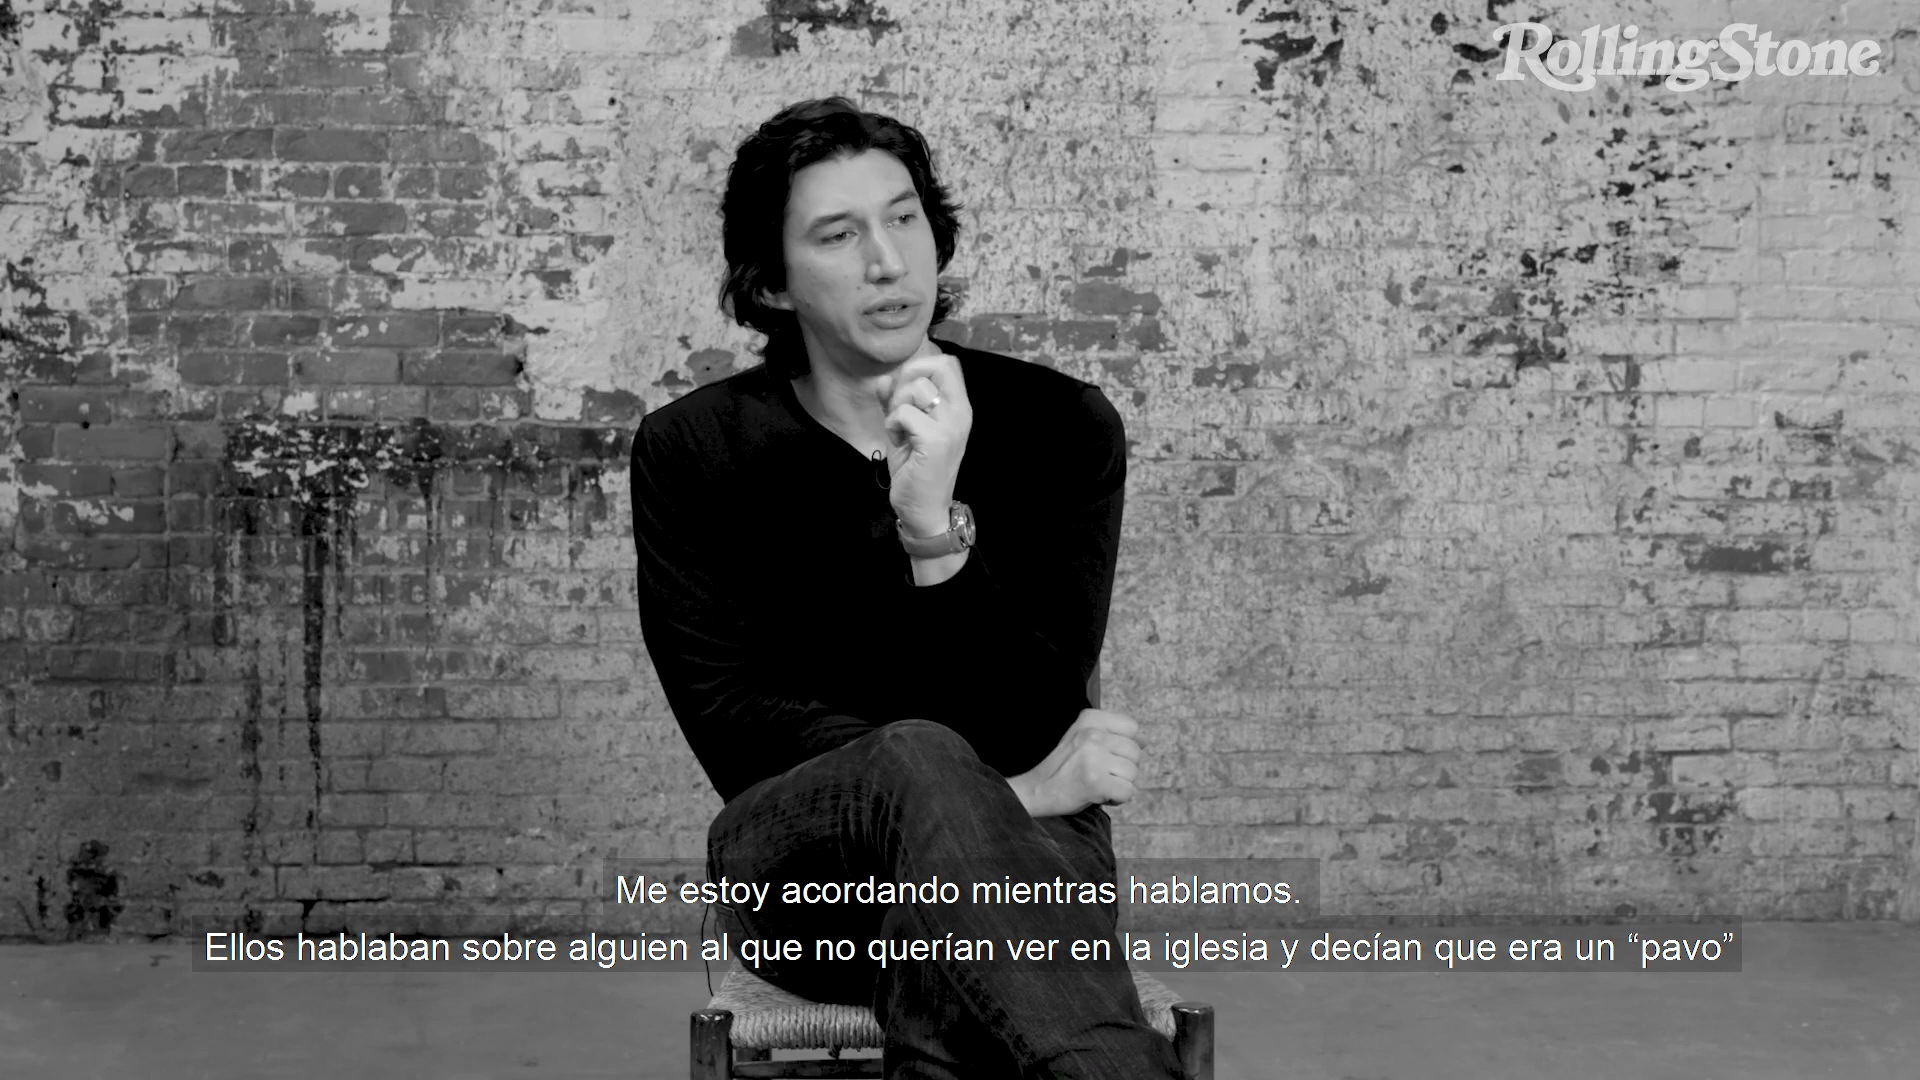 RollingStone
Me estoy acordando mientras hablamos.
Ellos hablaban sobre alguien al que no querían ver en la iglesia y decían que era un “pavo”